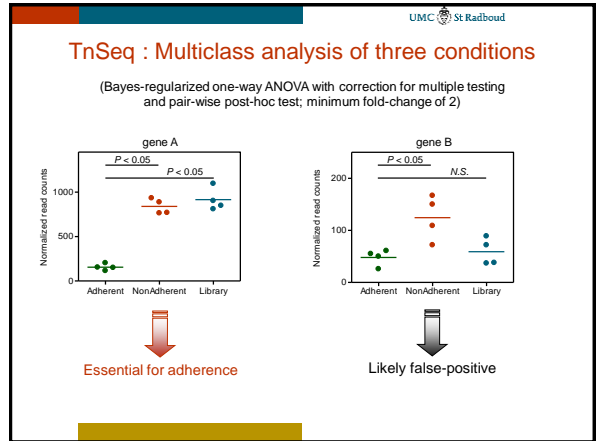 UMC St Radboud
TnSeq : Multiclass analysis of three conditions
(Bayes-regularized one-way ANOVA with correction for multiple testing
and pair-wise post-hoc test; minimum fold-change of 2)
gene A
P < 0.05
P < 0.05
Normalized read counts
1000
500
0
Adherent NonAdherent Library
Essential for adherence
gene B
P < 0.05
N.S.
Normalized read counts
200
100
0
Adherent NonAdherent Library
Likely false-positive